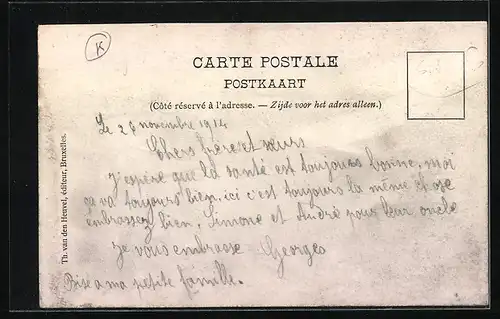 K
CARTE POSTALE
POSTKAART
(Côté réservé à l'adresse. — Zijde voor het adres alleen.)
Le 26 novembre 1914
Chers frère et sœurs
J'espère que la santé est toujours bonne, moi
ça va toujours bien, ici c'est toujours la même chose
embrassez bien, Simone et André pour leur oncle
Je vous embrasse Georges
Bise a ma petite famille.
Th. van den Heuvel, éditeur, Bruxelles.